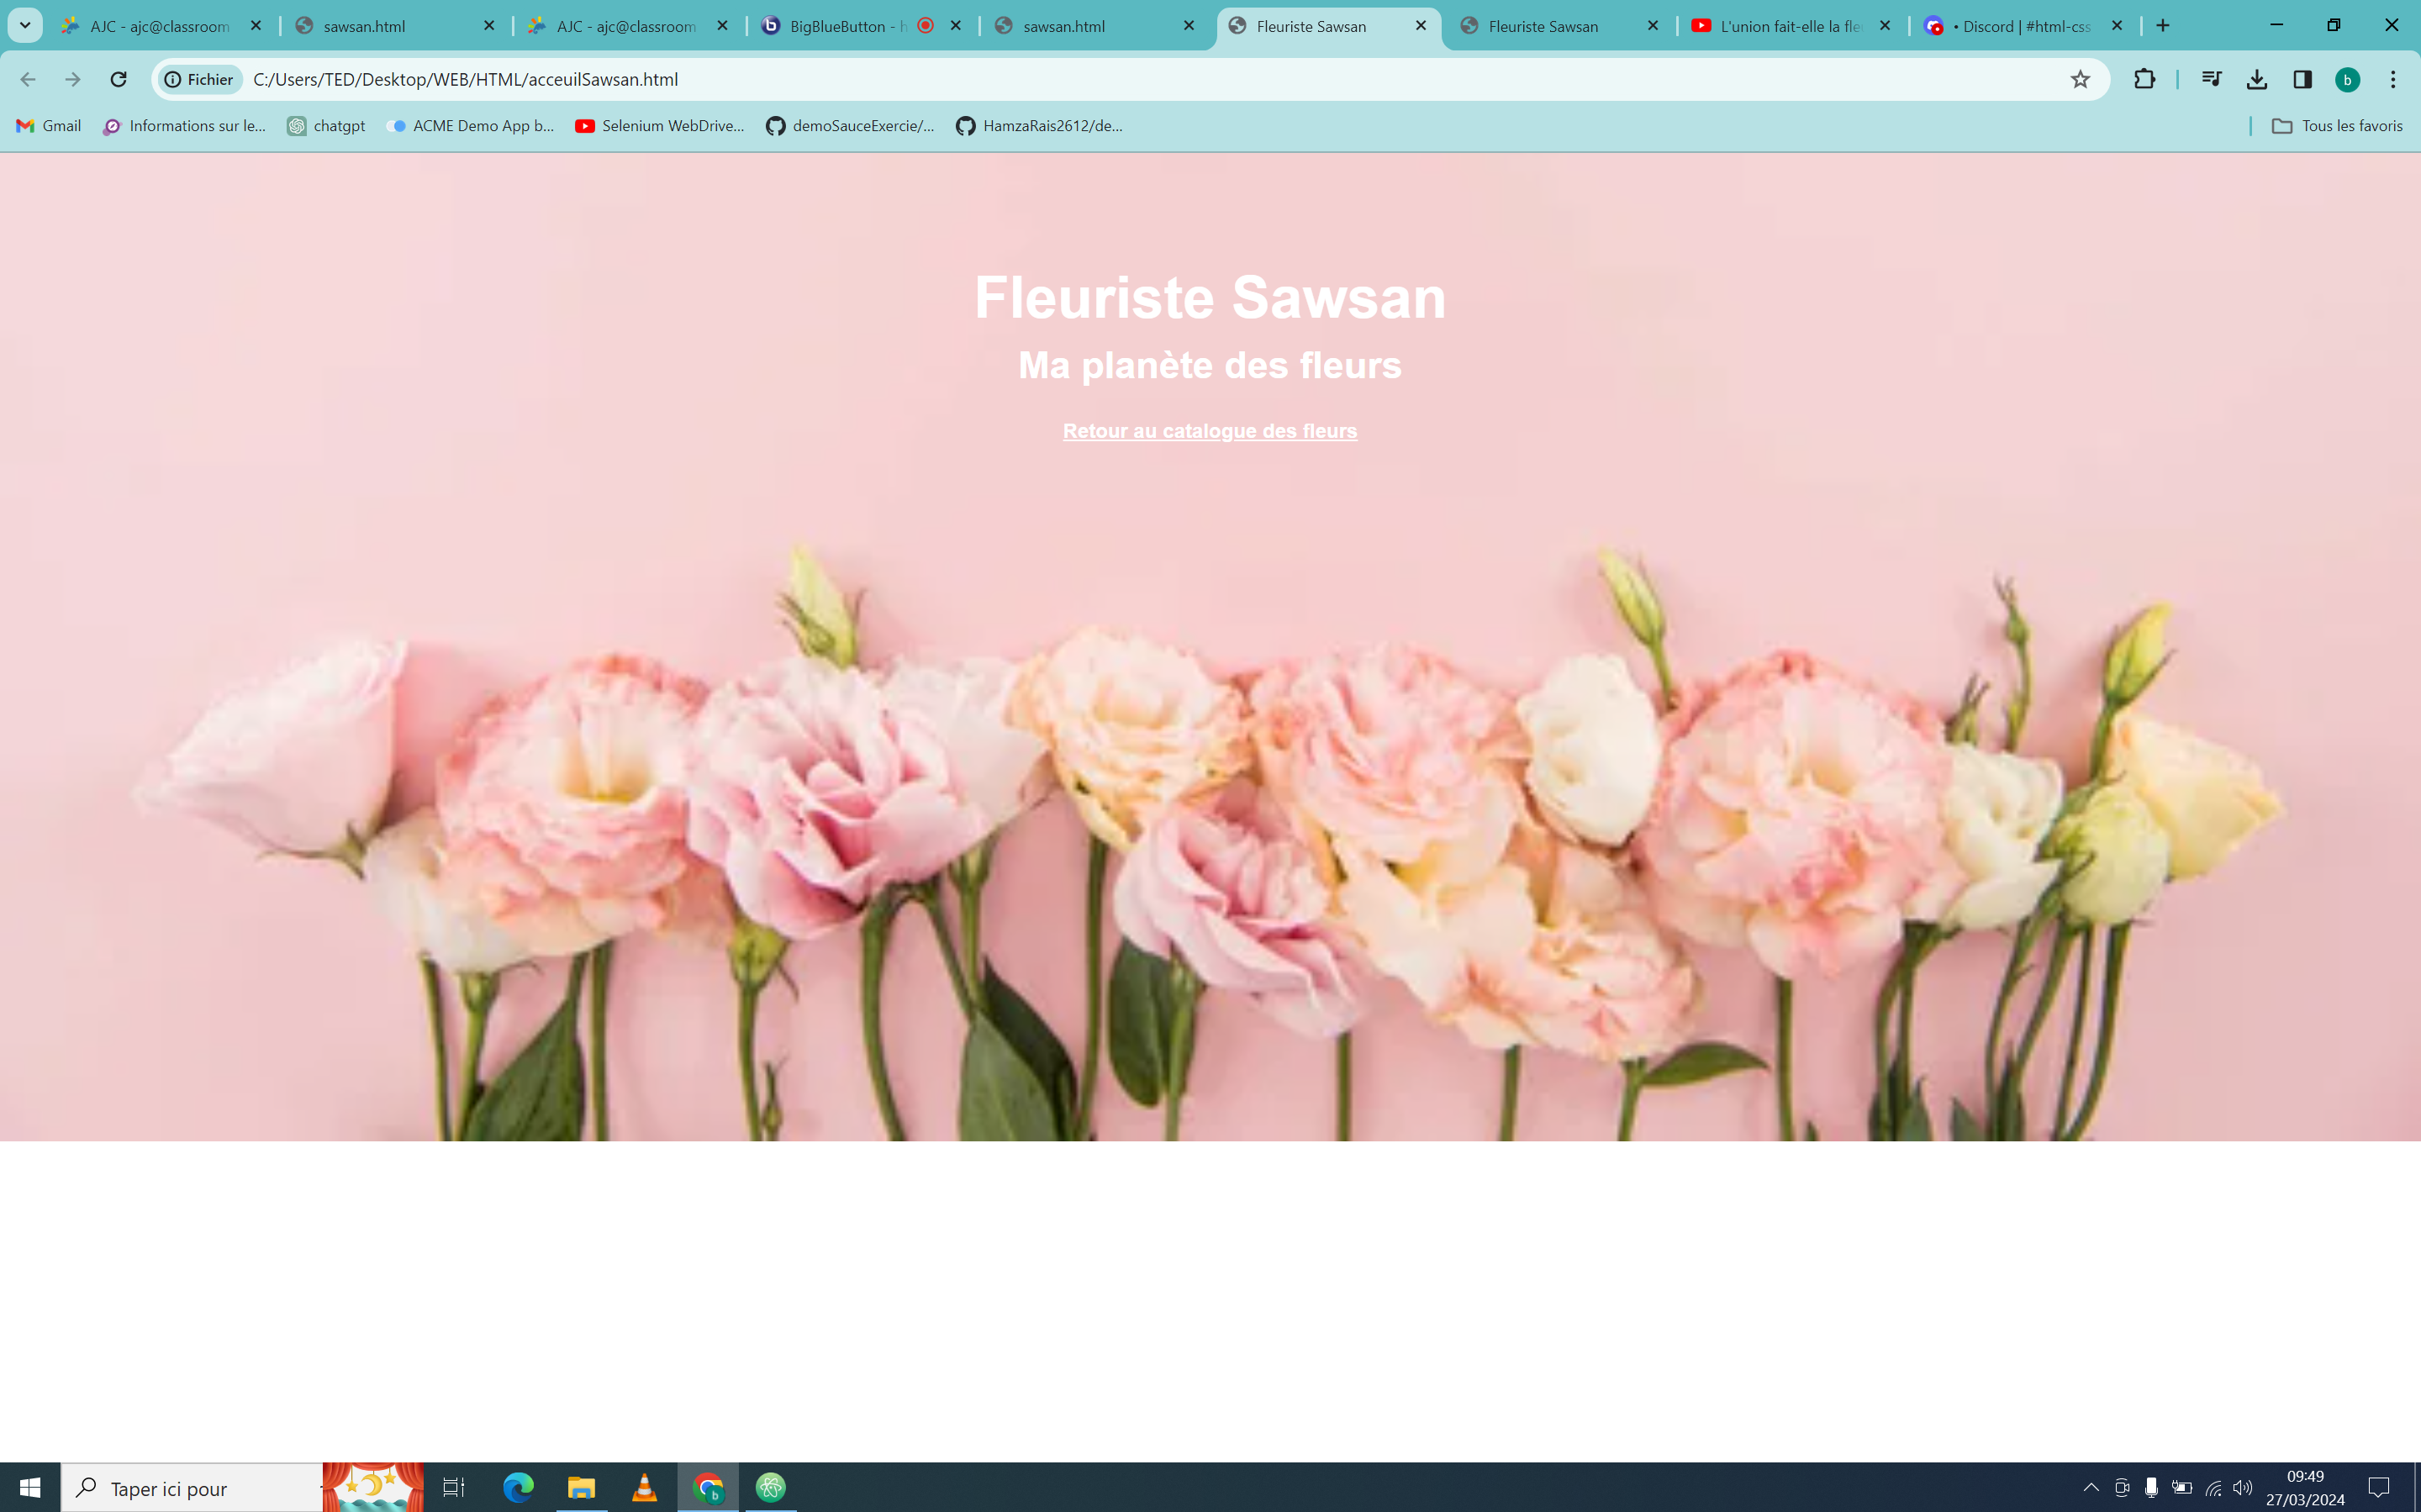 AJC - ajc@classroom
sawsan.html
AJC - ajc@classroom
BigBlueButton - h
sawsan.html
Fleuriste Sawsan
Fleuriste Sawsan
L'union fait-elle la fle
• Discord | #html-css
Fichier
C:/Users/TED/Desktop/WEB/HTML/acceuilSawsan.html
b
Gmail
Informations sur le...
chatgpt
ACME Demo App b...
Selenium WebDrive...
demoSauceExercie/...
HamzaRais2612/de...
Tous les favoris
Fleuriste Sawsan
Ma planète des fleurs
Retour au catalogue des fleurs
Taper ici pour
b
09:49
27/03/2024